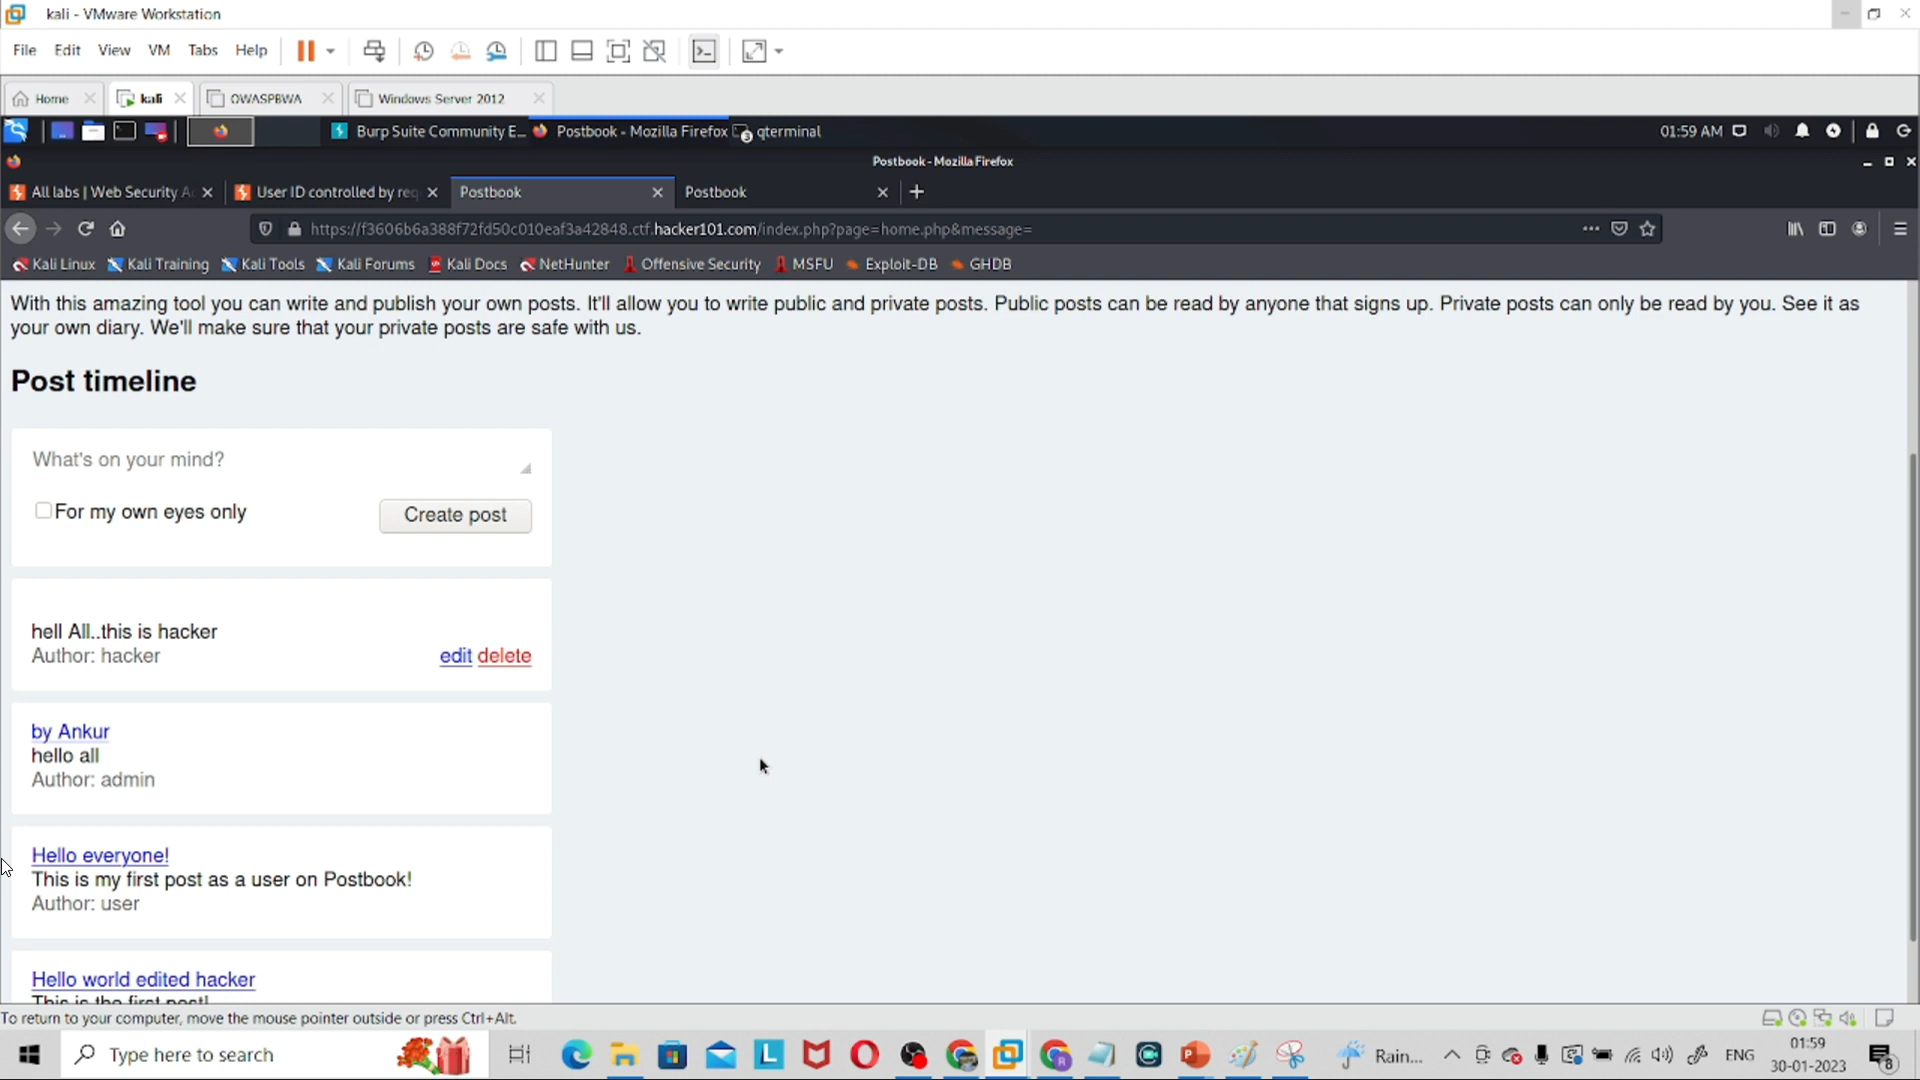 kali - VMware Workstation
File Edit View VM Tabs Help
Home kali OWASPBWA Windows Server 2012
Burp Suite Community E... Postbook - Mozilla Firefox 3 qterminal 01:59 AM
Postbook - Mozilla Firefox
All labs | Web Security A User ID controlled by req Postbook Postbook
https://f3606b6a388f72fd50c010eaf3a42848.ctf.hacker101.com/index.php?page=home.php&message=
Kali Linux Kali Training Kali Tools Kali Forums Kali Docs NetHunter Offensive Security MSFU Exploit-DB GHDB
With this amazing tool you can write and publish your own posts. It'll allow you to write public and private posts. Public posts can be read by anyone that signs up. Private posts can only be read by you. See it as
your own diary. We'll make sure that your private posts are safe with us.
Post timeline
What's on your mind?
For my own eyes only Create post
hell All..this is hacker
Author: hacker edit delete
by Ankur
hello all
Author: admin
Hello everyone!
This is my first post as a user on Postbook!
Author: user
Hello world edited hacker
This is the first post!
To return to your computer, move the mouse pointer outside or press Ctrl+Alt.
Type here to search Rain... ENG 01:59
30-01-2023 8